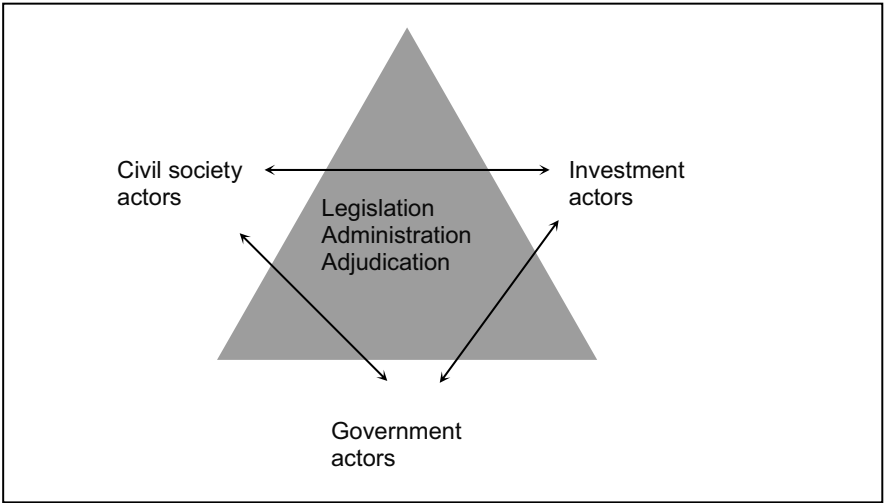 Civil society
actors
Investment
actors
Legislation
Administration
Adjudication
Government
actors